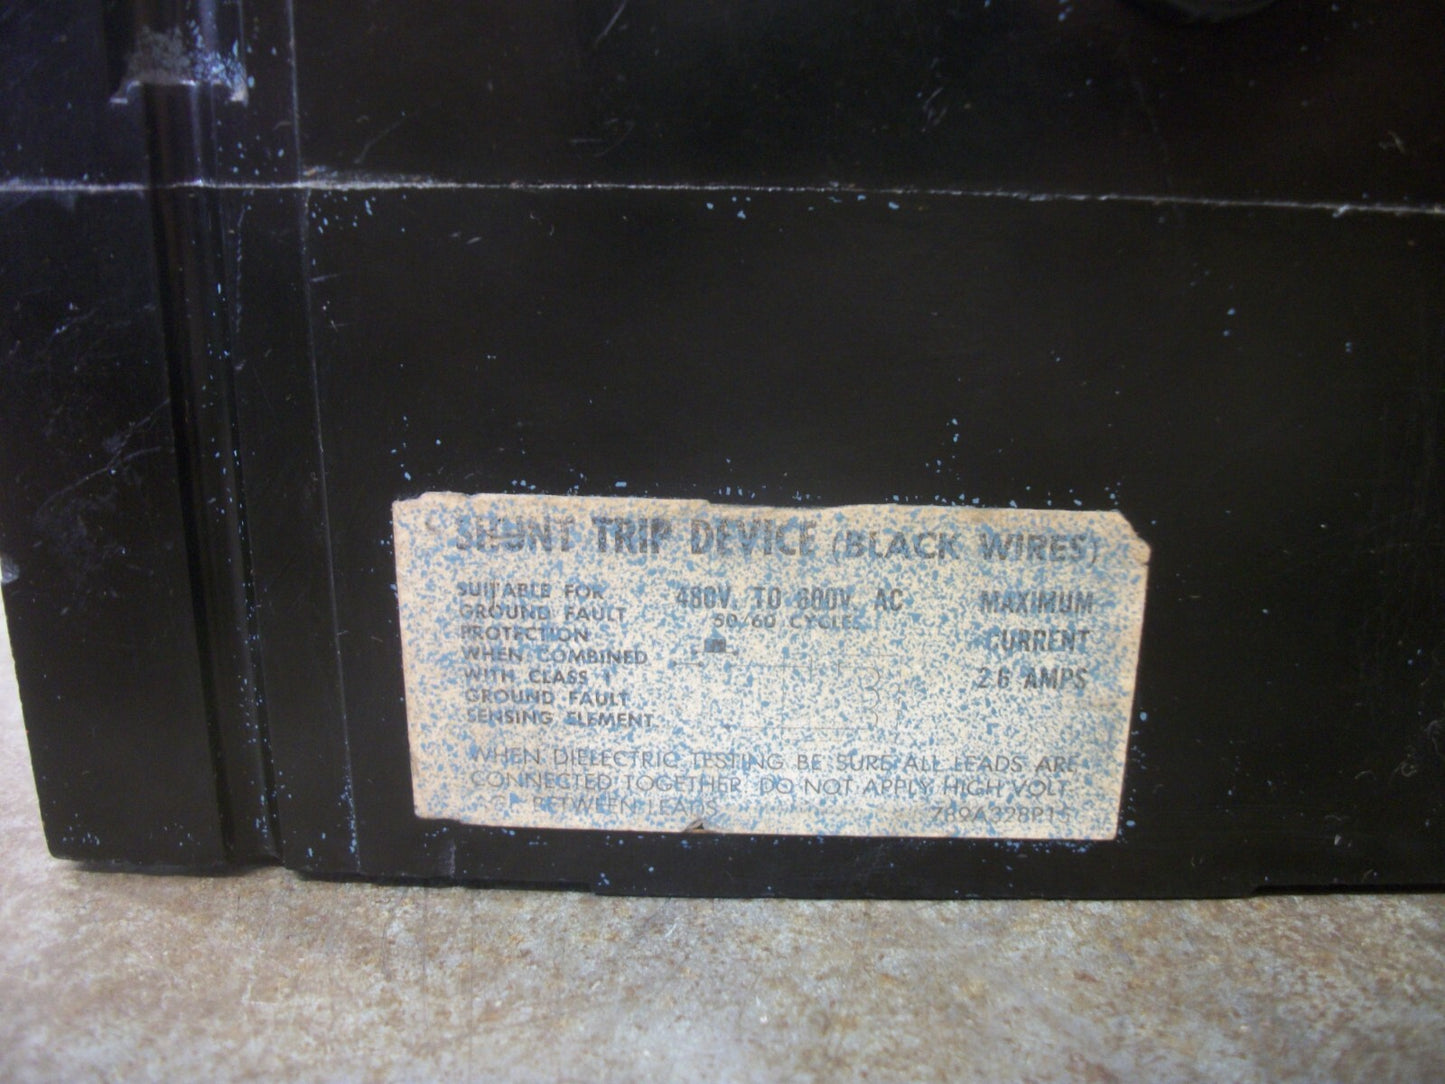 SHUNT TRIP DEVICE (BLACK WIRES)
SUITABLE FOR
GROUND FAULT
PROTECTION
WHEN COMBINED
WITH CLASS 1
GROUND FAULT
SENSING ELEMENT
480V. TO 600V. AC
50/60 CYCLES
MAXIMUM
CURRENT
2.6 AMPS
WHEN DIELECTRIC TESTING BE SURE ALL LEADS ARE
CONNECTED TOGETHER. DO NOT APPLY HIGH VOLT
BETWEEN LEADS